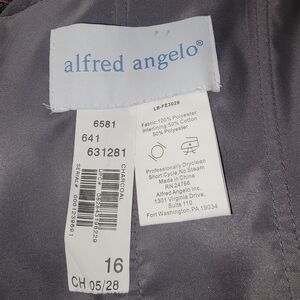 alfred angelo®
6581
641
631281
CHARCOAL
SERIAL#
16
CH 05/28
LB-FE3028
Fabric:100% Polyester
Interlining:50% Cotton
50% Polyester
Professionally Dryclean
Short Cycle,No Steam
Made in China
RN 24786
Alfred Angelo Inc.
1301 Virginia Drive,
Suite 110
Fort Washington,PA 19034